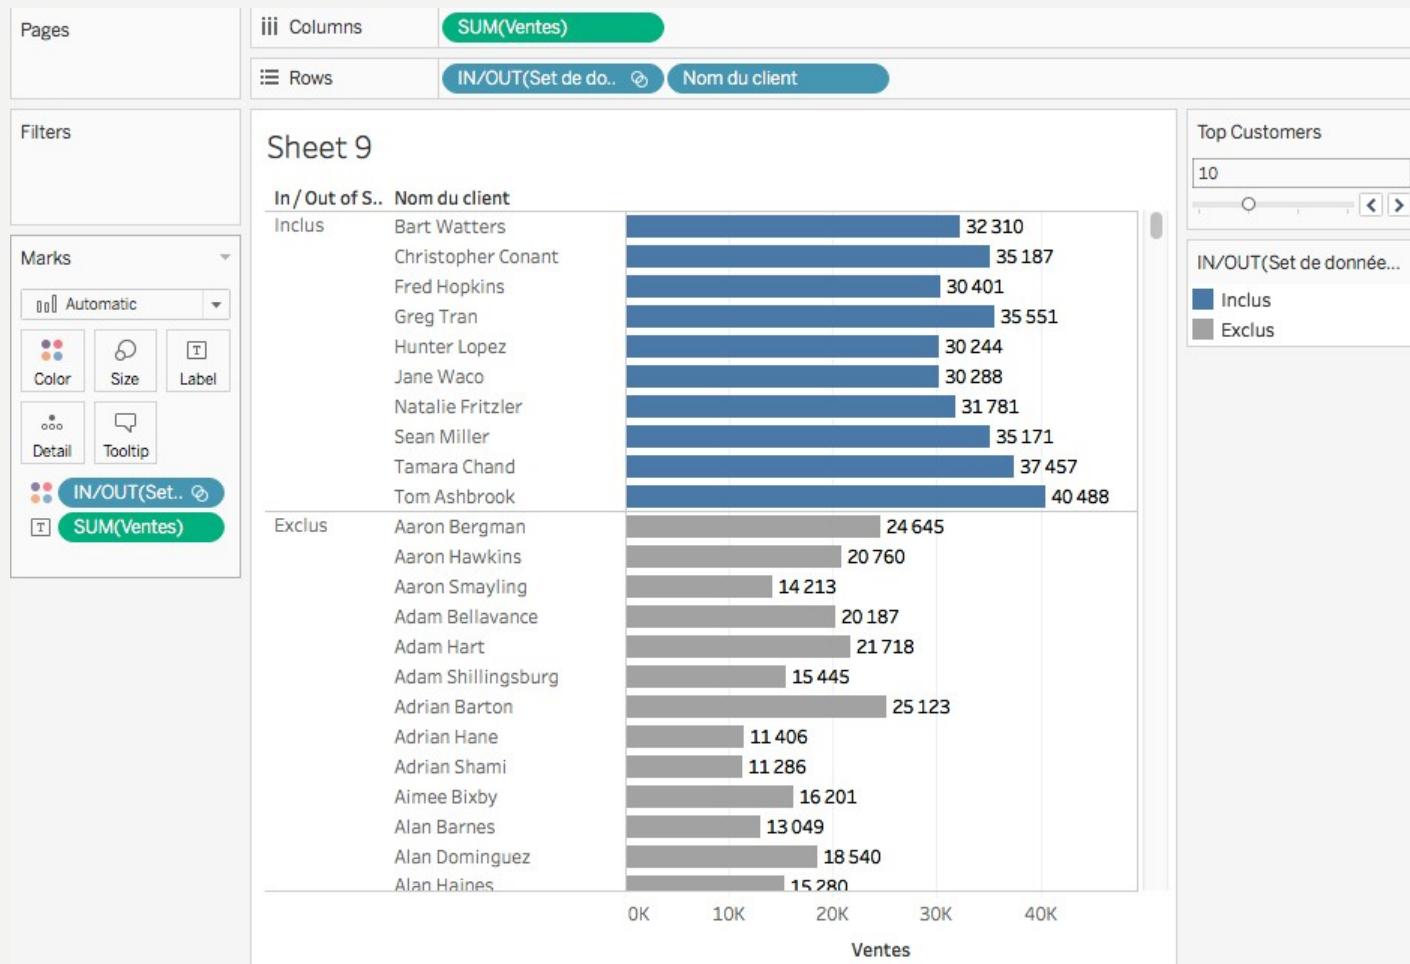 Pages
Columns
SUM(Ventes)
Rows
IN/OUT(Set de do..
Nom du client
Filters
Marks
Automatic
Color
Size
Label
Detail
Tooltip
IN/OUT(Set..
SUM(Ventes)
Sheet 9
In / Out of S.. Nom du client
Inclus Bart Watters 32 310
Christopher Conant 35 187
Fred Hopkins 30 401
Greg Tran 35 551
Hunter Lopez 30 244
Jane Waco 30 288
Natalie Fritzler 31 781
Sean Miller 35 171
Tamara Chand 37 457
Tom Ashbrook 40 488
Exclus Aaron Bergman 24 645
Aaron Hawkins 20 760
Aaron Smayling 14 213
Adam Bellavance 20 187
Adam Hart 21 718
Adam Shillingsburg 15 445
Adrian Barton 25 123
Adrian Hane 11 406
Adrian Shami 11 286
Aimee Bixby 16 201
Alan Barnes 13 049
Alan Dominguez 18 540
Alan Haines 15 280
0K 10K 20K 30K 40K
Ventes
Top Customers
10
IN/OUT(Set de donnée...
Inclus
Exclus